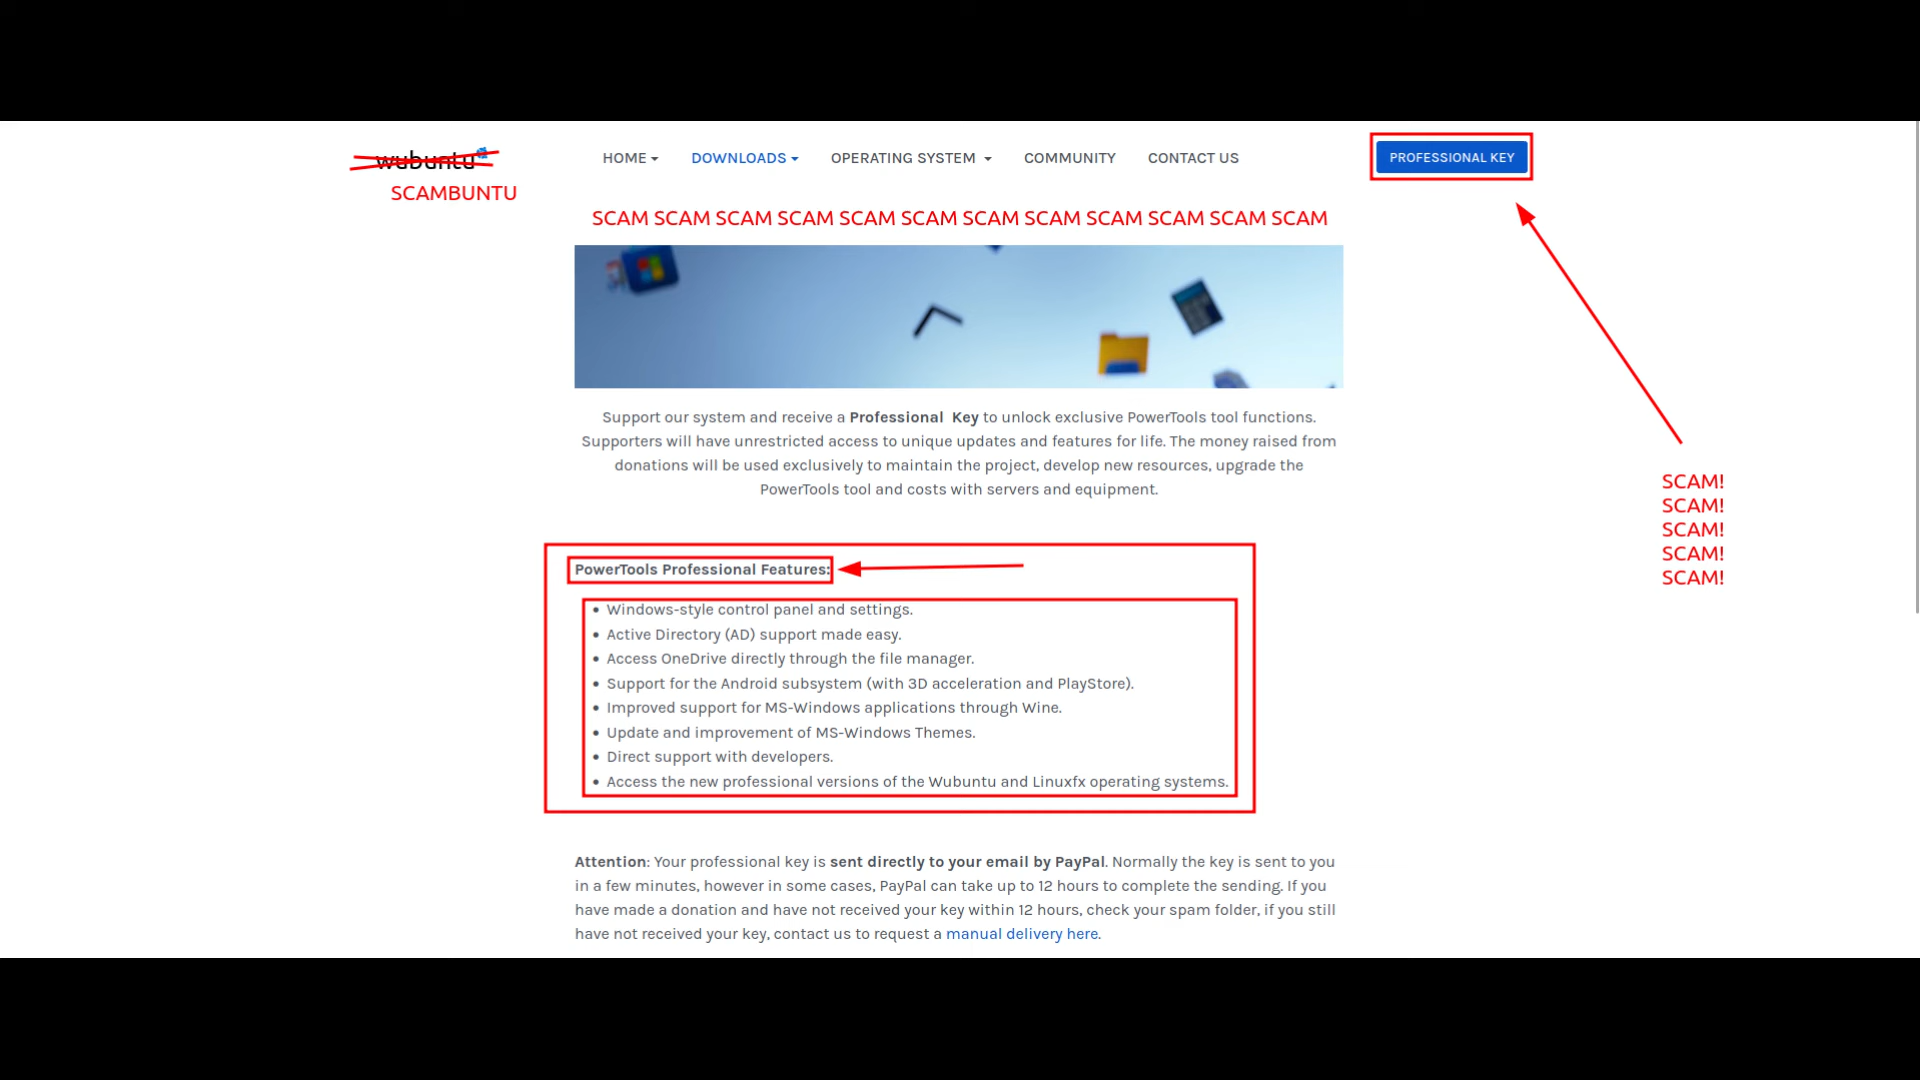 wubuntu
HOME
DOWNLOADS
OPERATING SYSTEM
COMMUNITY
CONTACT US
PROFESSIONAL KEY
SCAMBUNTU
SCAM SCAM SCAM SCAM SCAM SCAM SCAM SCAM SCAM SCAM SCAM SCAM
Support our system and receive a Professional Key to unlock exclusive PowerTools tool functions.
Supporters will have unrestricted access to unique updates and features for life. The money raised from
donations will be used exclusively to maintain the project, develop new resources, upgrade the
PowerTools tool and costs with servers and equipment.
SCAM!
SCAM!
SCAM!
SCAM!
SCAM!
PowerTools Professional Features:
• Windows-style control panel and settings.
• Active Directory (AD) support made easy.
• Access OneDrive directly through the file manager.
• Support for the Android subsystem (with 3D acceleration and PlayStore).
• Improved support for MS-Windows applications through Wine.
• Update and improvement of MS-Windows Themes.
• Direct support with developers.
• Access the new professional versions of the Wubuntu and Linuxfx operating systems.
Attention: Your professional key is sent directly to your email by PayPal. Normally the key is sent to you
in a few minutes, however in some cases, PayPal can take up to 12 hours to complete the sending. If you
have made a donation and have not received your key within 12 hours, check your spam folder, if you still
have not received your key, contact us to request a manual delivery here.